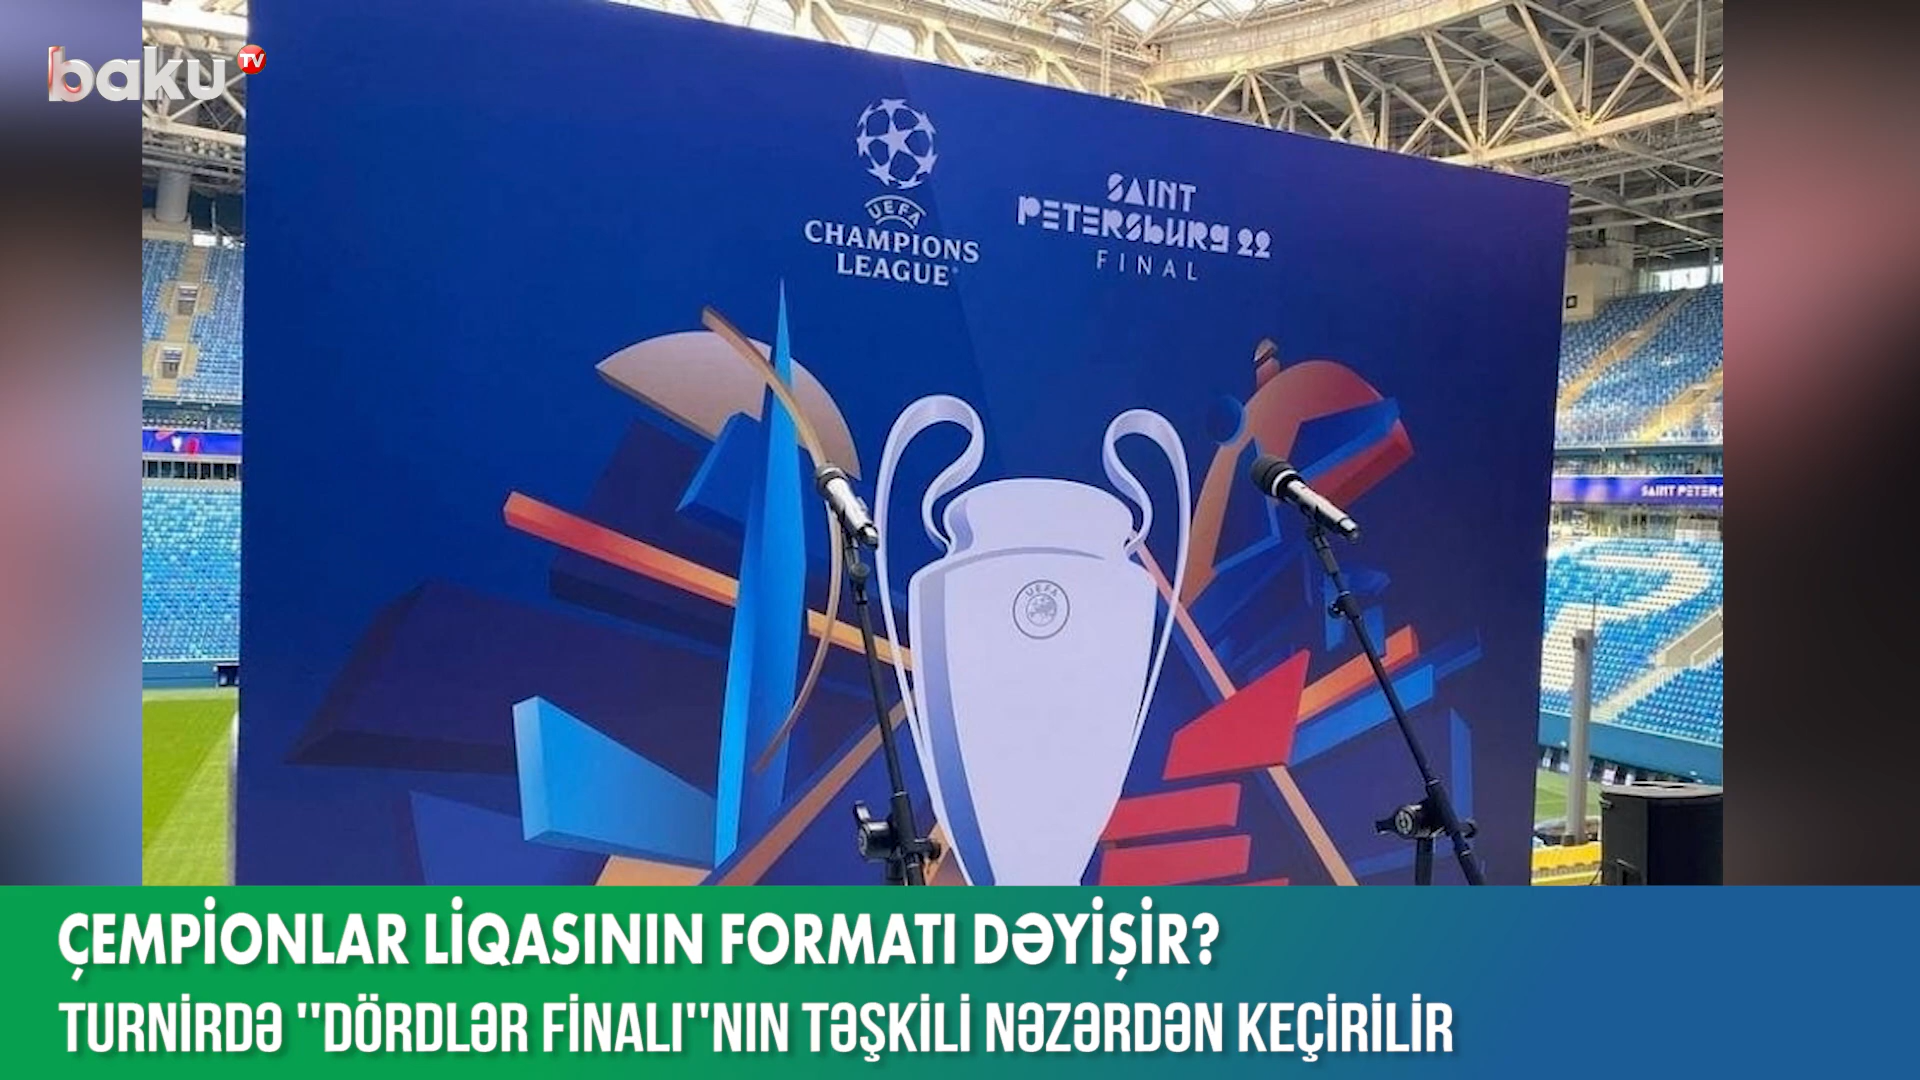 baku TV
UEFA
CHAMPIONS
LEAGUE
SAINT
PETERSBURG 22
FINAL
UEFA
SAINT PETERS
ÇEMPİONLAR LİQASININ FORMATI DƏYİŞİR?
TURNİRDƏ "DÖRDLƏR FİNALI"NIN TƏŞKİLİ NƏZƏRDƏN KEÇİRİLİR